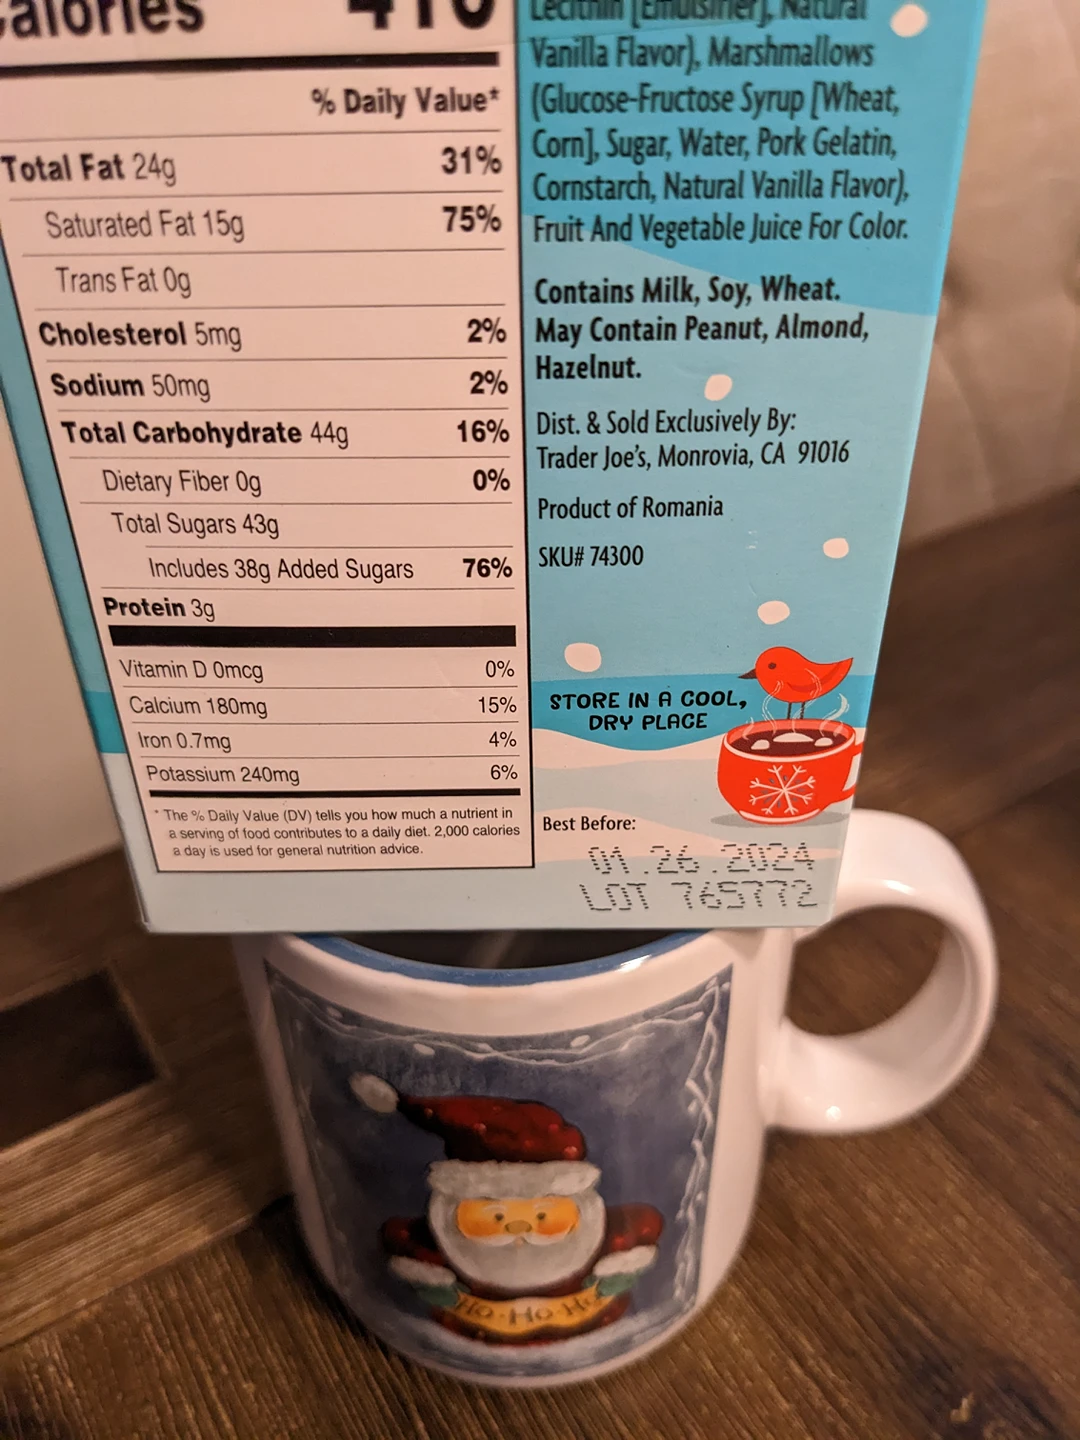 Calories 410
% Daily Value*
Total Fat 24g 31%
Saturated Fat 15g 75%
Trans Fat 0g
Cholesterol 5mg 2%
Sodium 50mg 2%
Total Carbohydrate 44g 16%
Dietary Fiber 0g 0%
Total Sugars 43g
Includes 38g Added Sugars 76%
Protein 3g
Vitamin D 0mcg 0%
Calcium 180mg 15%
Iron 0.7mg 4%
Potassium 240mg 6%
* The % Daily Value (DV) tells you how much a nutrient in
a serving of food contributes to a daily diet. 2,000 calories
a day is used for general nutrition advice.
Lecithin [Emulsifier], Natural
Vanilla Flavor), Marshmallows
(Glucose-Fructose Syrup [Wheat,
Corn], Sugar, Water, Pork Gelatin,
Cornstarch, Natural Vanilla Flavor),
Fruit And Vegetable Juice For Color.
Contains Milk, Soy, Wheat.
May Contain Peanut, Almond,
Hazelnut.
Dist. & Sold Exclusively By:
Trader Joe's, Monrovia, CA 91016
Product of Romania
SKU# 74300
STORE IN A COOL,
DRY PLACE
Best Before:
01.26.2024
LOT 765772
HO-HO-HO